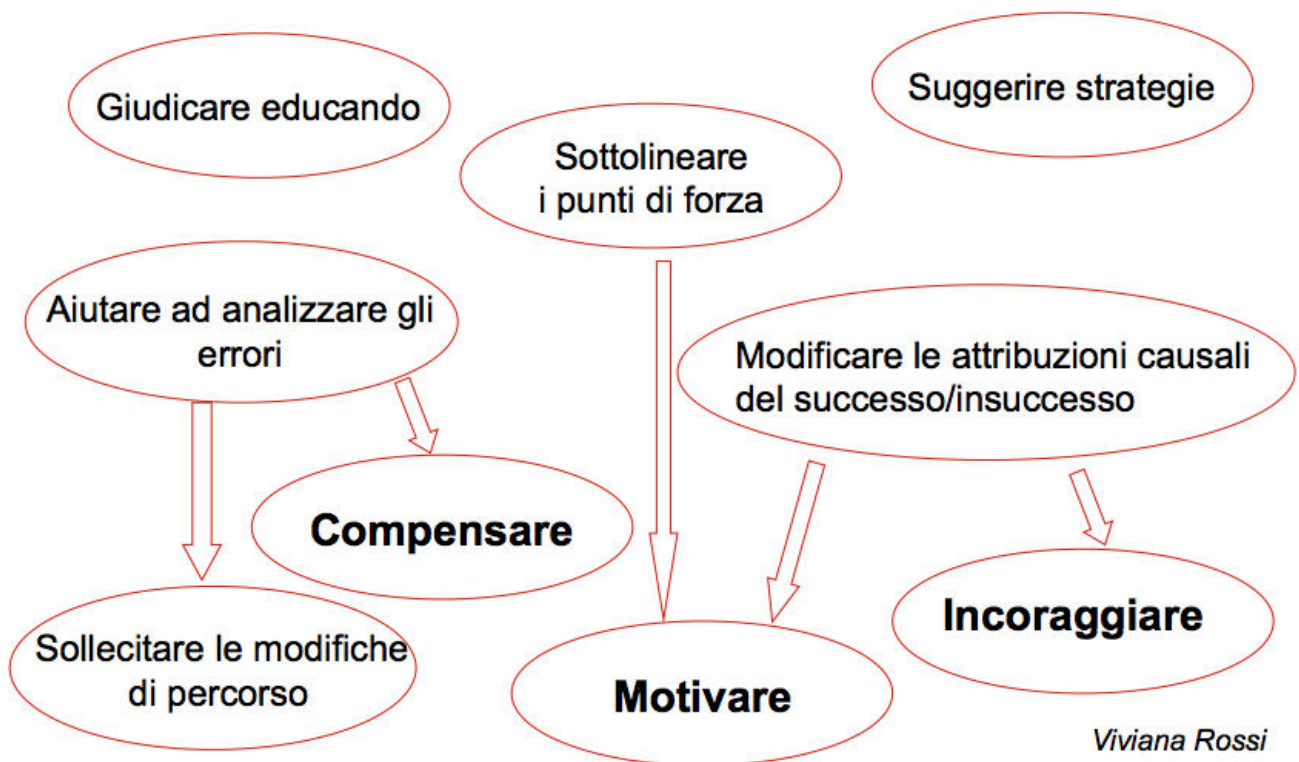 Giudicare educando
Suggerire strategie
Sottolineare
i punti di forza
Aiutare ad analizzare gli
errori
Modificare le attribuzioni causali
del successo/insuccesso
Compensare
Incoraggiare
Sollecitare le modifiche
di percorso
Motivare
Viviana Rossi